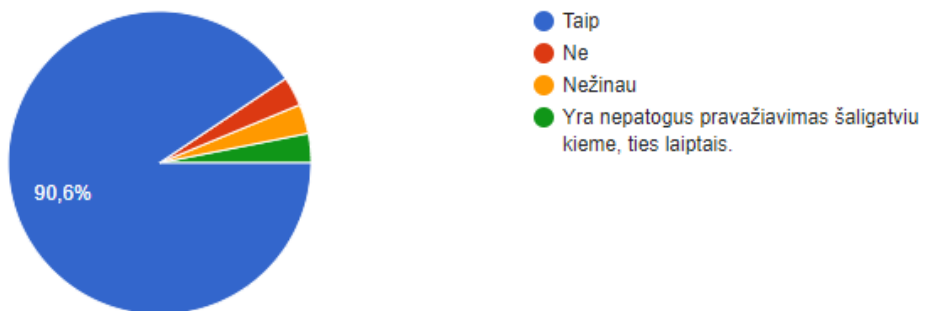 Taip
Ne
Nežinau
Yra nepatogus pravažiavimas šaligatviu
kieme, ties laiptais.
90,6%